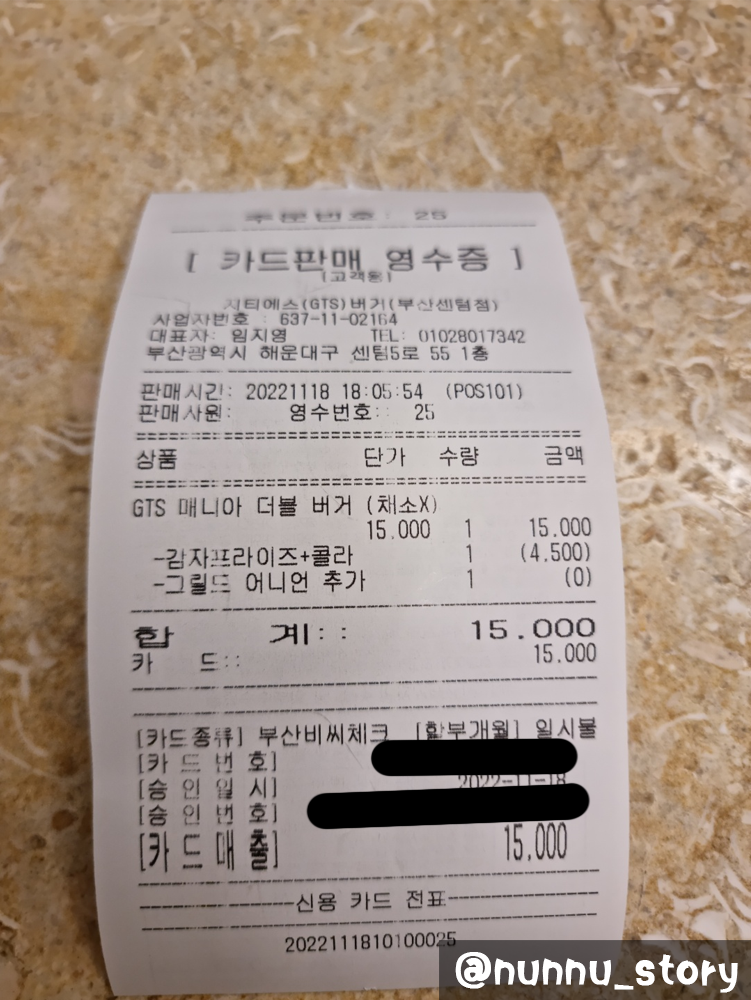 주문번호: 25
[ 카드판매 영수증 ]
(고객용)
지티에스(GTS)버거(부산센텀점)
사업자번호 : 637-11-02164
대표자: 임지영 TEL: 01028017342
부산광역시 해운대구 센텀5로 55 1층
판매시간: 20221118 18:05:54 (POS101)
판매사원: 영수번호:: 25
상품 단가 수량 금액
GTS 매니아 더블 버거 (채소X)
15.000 1 15.000
-감자프라이즈+콜라 1 (4,500)
-그릴드 어니언 추가 1 (0)
합 계:: 15.000
카 드:: 15.000
[카드종류] 부산비씨체크 [할부개월] 일시불
[카 드 번 호]
[승 인 일 시] 2022-11-18
[승 인 번 호]
[카 드 매 출] 15,000
신용 카드 전표
2022111810100025
@nunnu_story